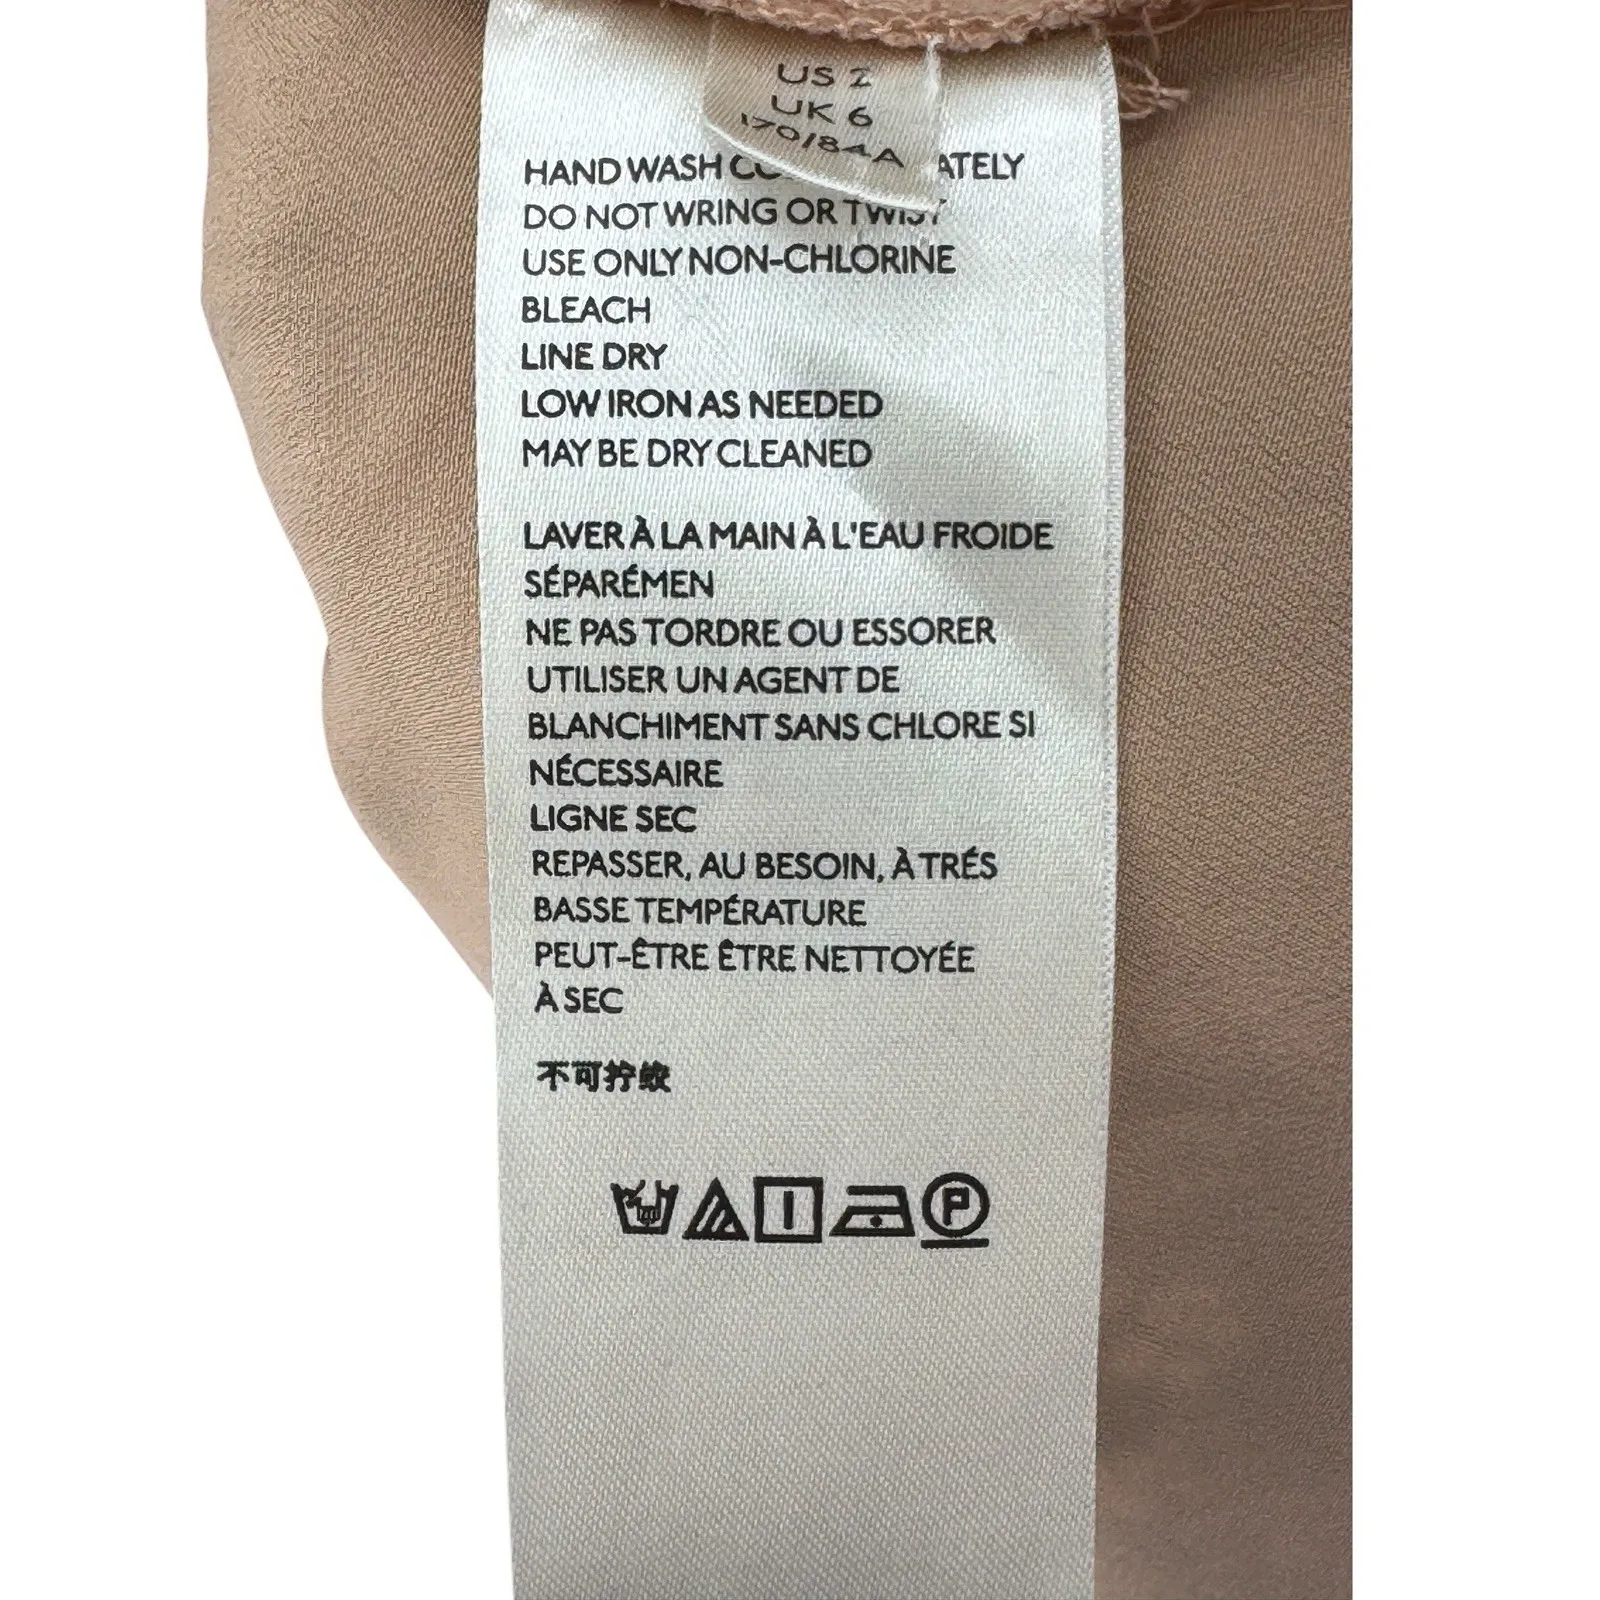 US 2
UK 6
170/84A
HAND WASH
DO NOT WRING OR TWIST
USE ONLY NON-CHLORINE
BLEACH
LINE DRY
LOW IRON AS NEEDED
MAY BE DRY CLEANED
LAVER À LA MAIN À L'EAU FROIDE
SÉPARÉMEN
NE PAS TORDRE OU ESSORER
UTILISER UN AGENT DE
BLANCHIMENT SANS CHLORE SI
NÉCESSAIRE
LIGNE SEC
REPASSER, AU BESOIN, À TRÉS
BASSE TEMPÉRATURE
PEUT-ÊTRE ÊTRE NETTOYÉE
À SEC
不可拧绞
P